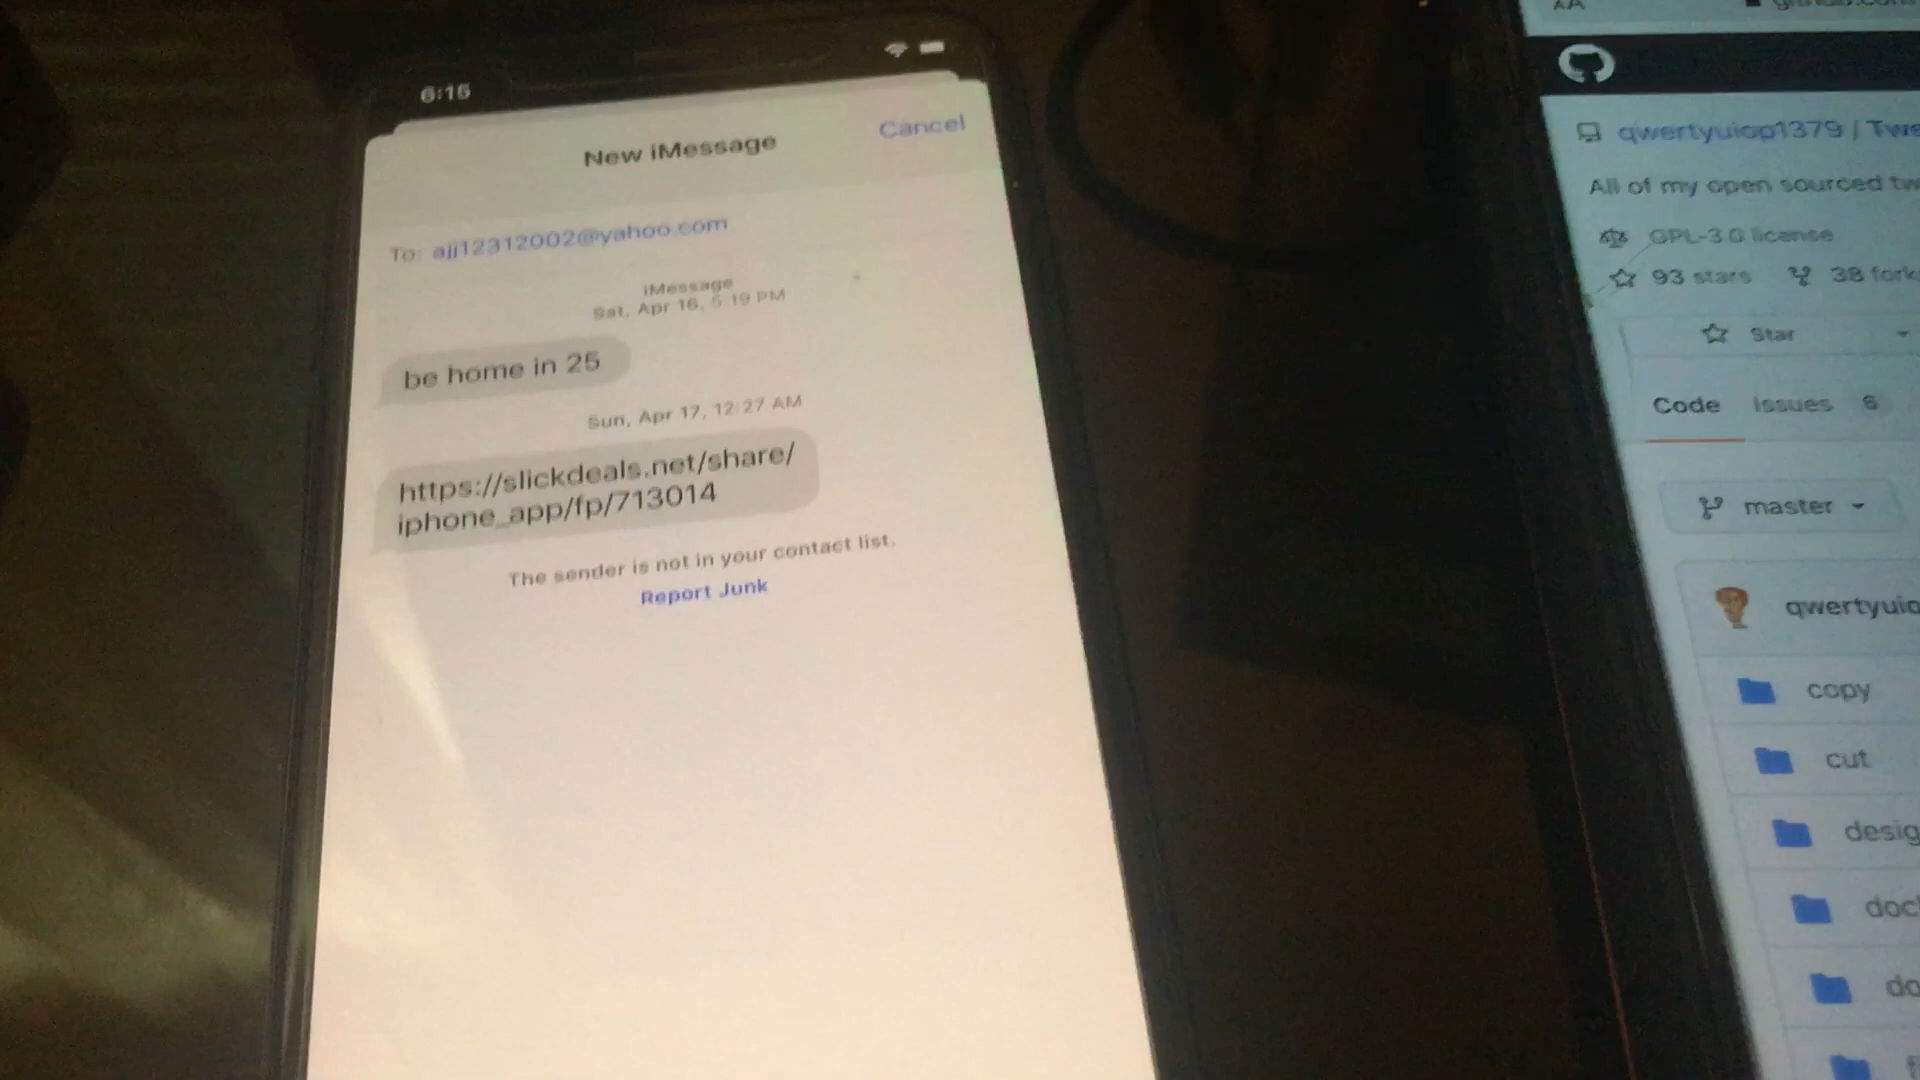 6:15
New iMessage
Cancel
To: ajj12312002@yahoo.com
iMessage
Sat, Apr 16, 5:19 PM
be home in 25
Sun, Apr 17, 12:27 AM
https://slickdeals.net/share/
iphone_app/fp/713014
The sender is not in your contact list.
Report Junk
AA
qwertyuiop1379 / Twe
All of my open sourced tw
GPL-3.0 license
93 stars 38 fork
Star
Code Issues 6
master
qwertyuio
copy
cut
desig
doc
do